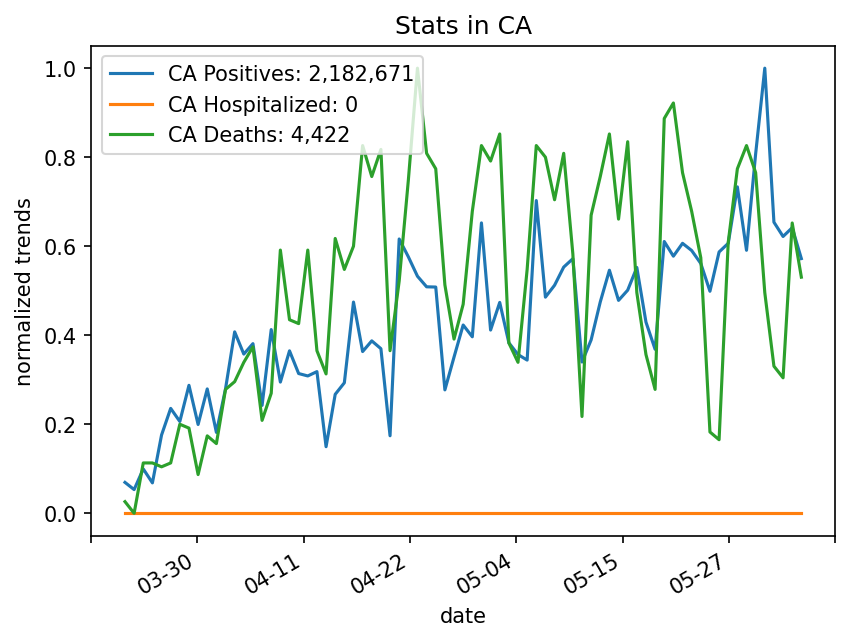 Stats in CA
CA Positives: 2,182,671
CA Hospitalized: 0
CA Deaths: 4,422
normalized trends
1.0
0.8
0.6
0.4
0.2
0.0
03-30
04-11
04-22
05-04
05-15
05-27
date